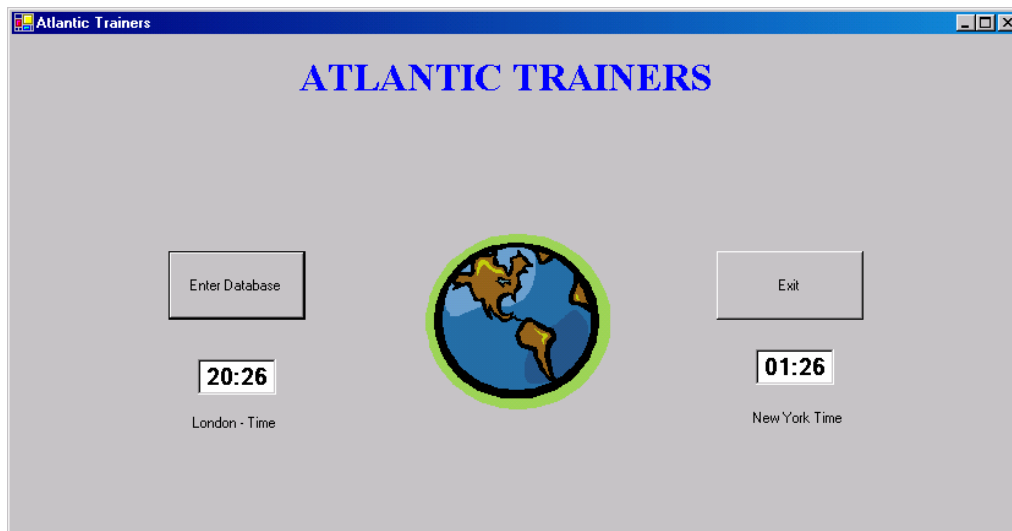 Atlantic Trainers
ATLANTIC TRAINERS
Enter Database
Exit
20:26
01:26
London - Time
New York Time